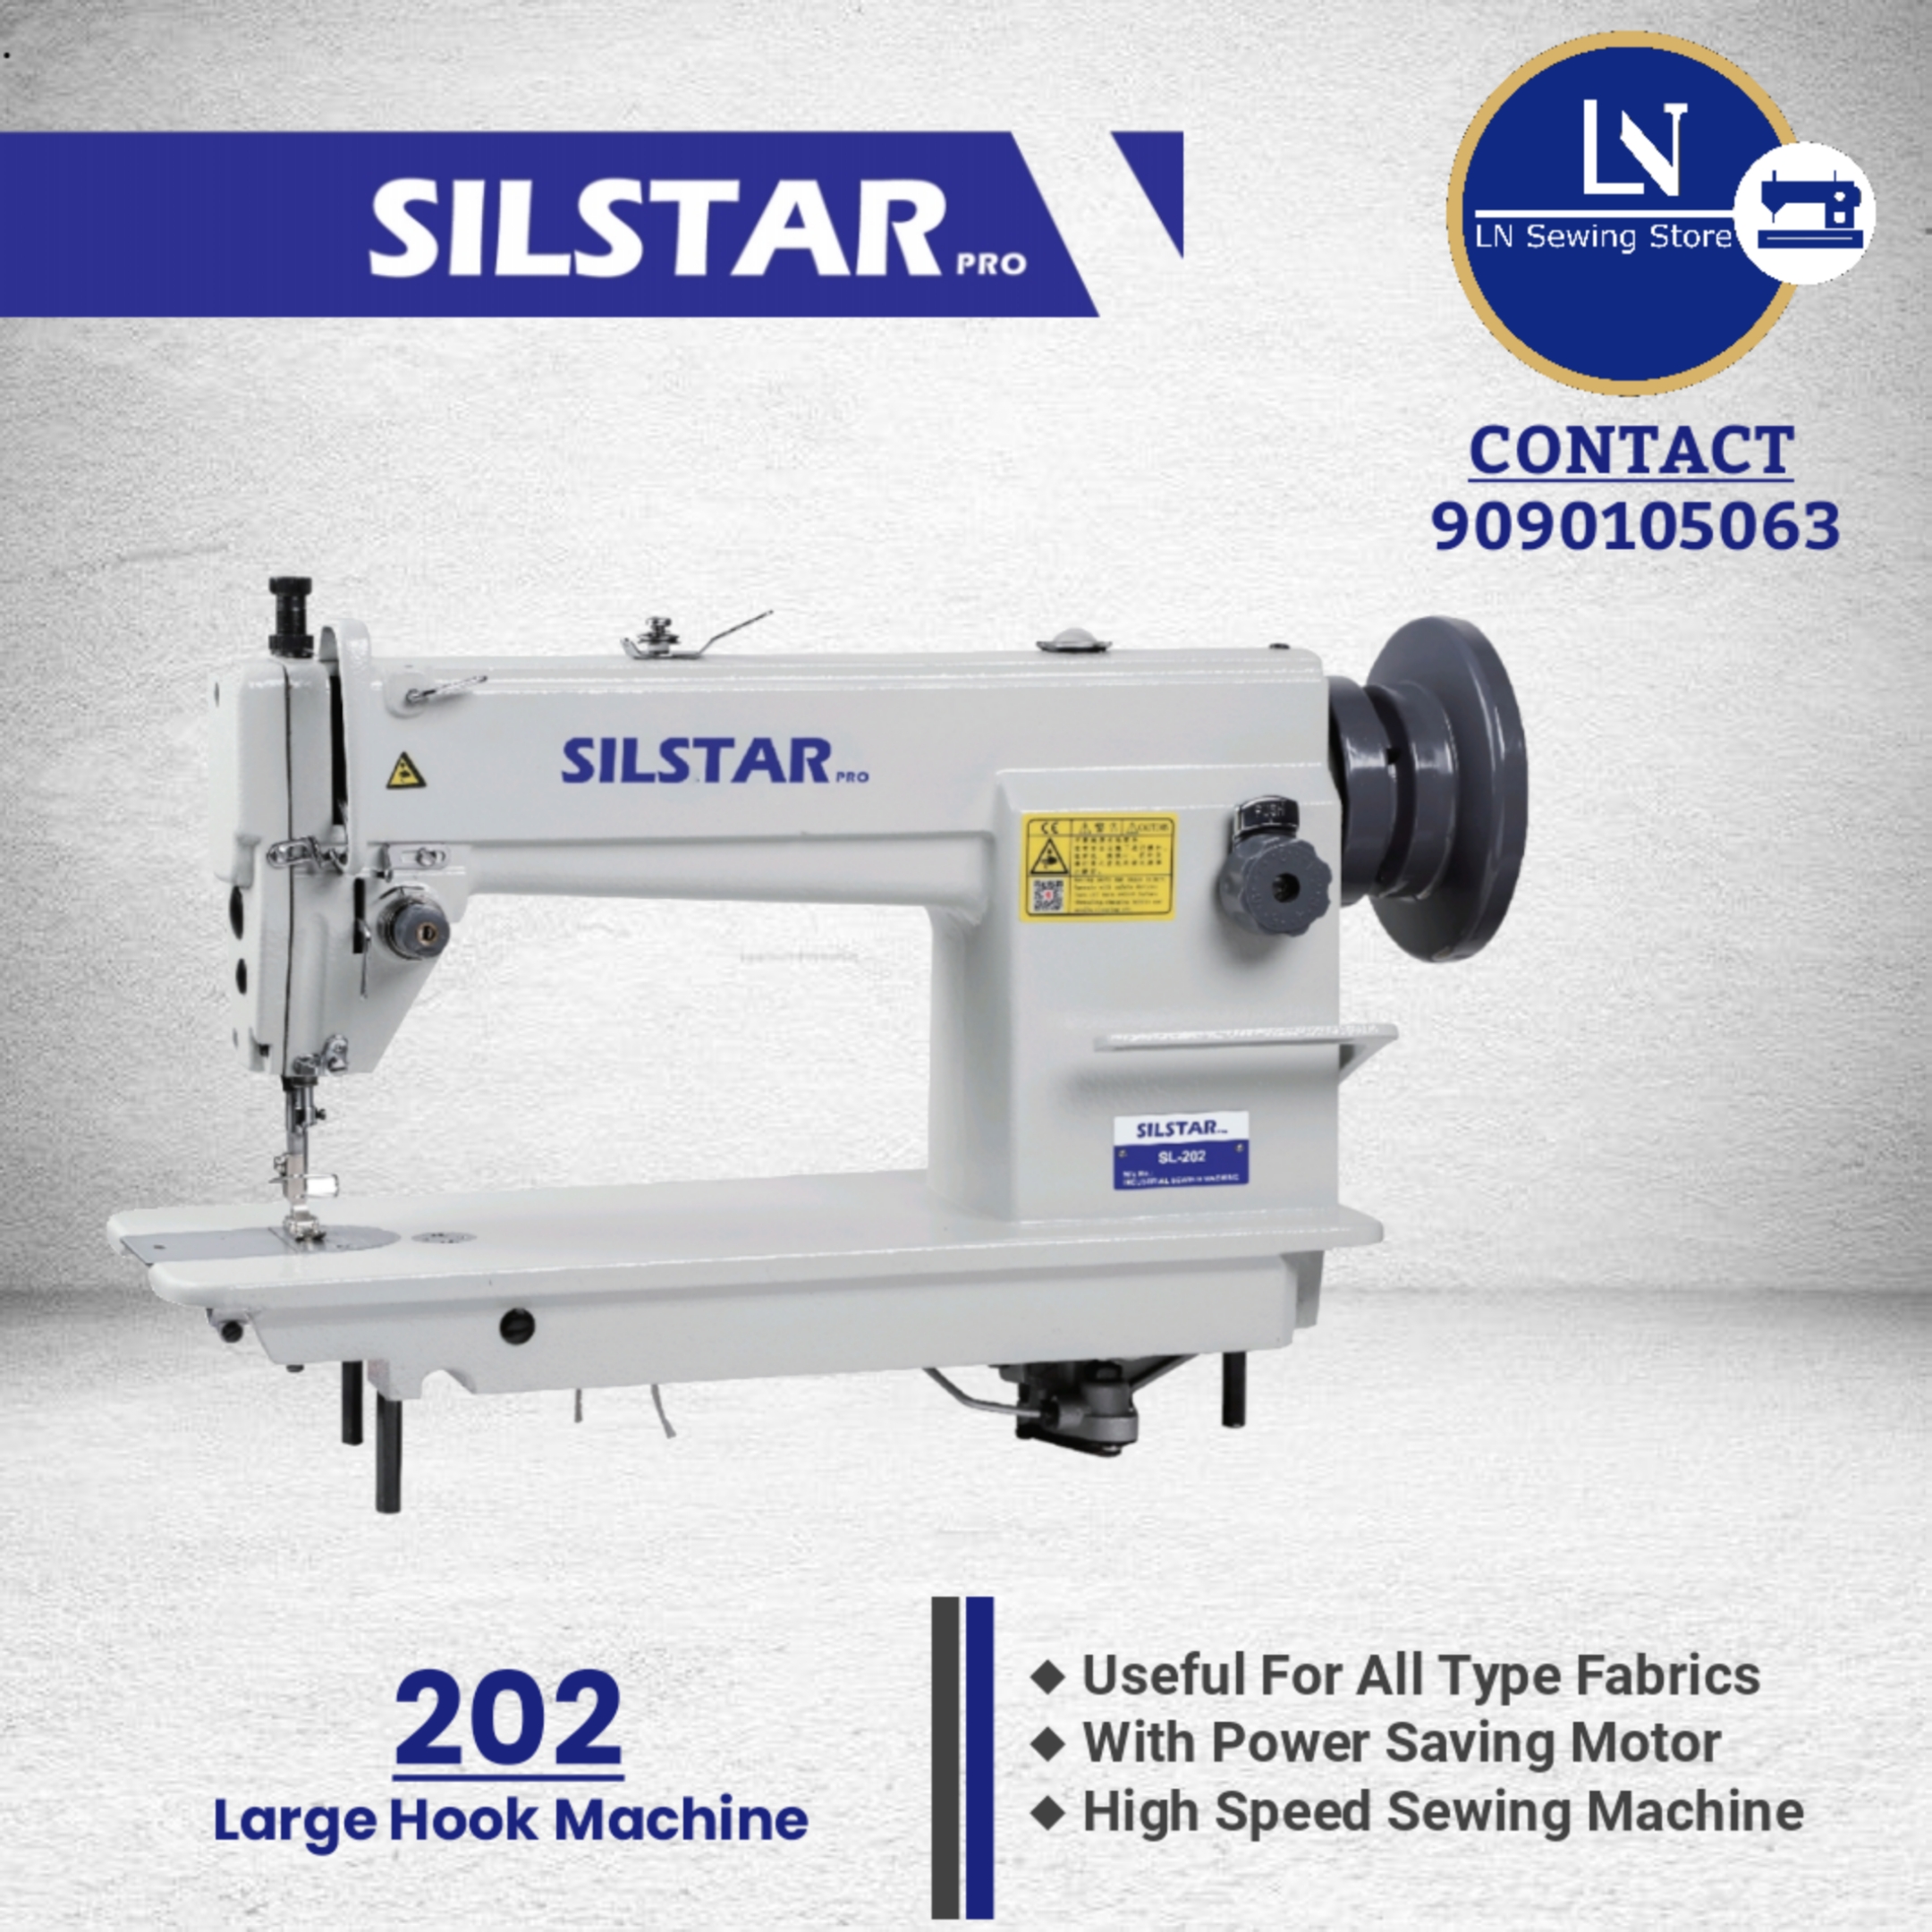 SILSTAR PRO
LN
LN Sewing Store
CONTACT
9090105063
SILSTAR PRO
CE
SILSTAR
SL-202
202
Large Hook Machine
Useful For All Type Fabrics
With Power Saving Motor
High Speed Sewing Machine